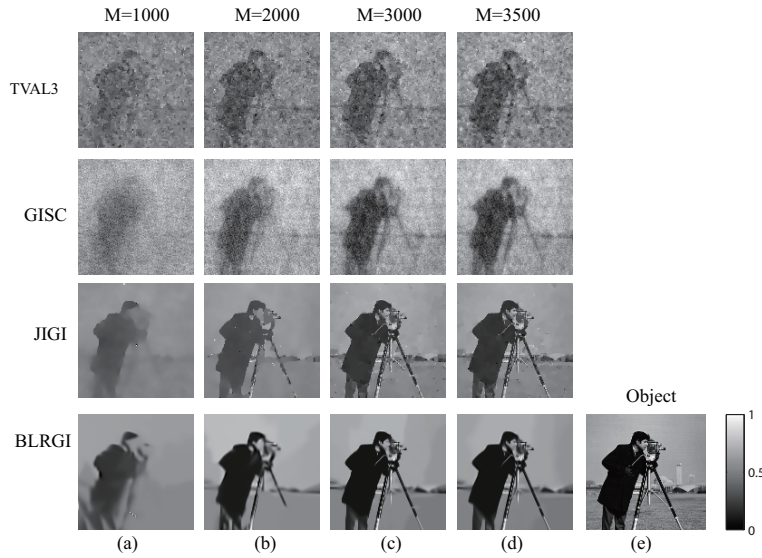 M=1000 M=2000 M=3000 M=3500
TVAL3
GISC
JIGI
Object
BLRGI
1
0.5
0
(a) (b) (c) (d) (e)